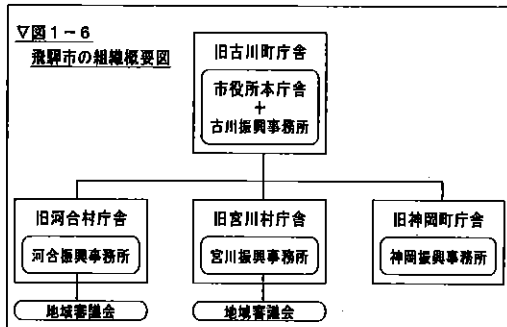 ▽図1－6
飛騨市の組織概要図
旧古川町庁舎
市役所本庁舎
＋
古川振興事務所
旧河合村庁舎
河合振興事務所
地域審議会
旧宮川村庁舎
宮川振興事務所
地域審議会
旧神岡町庁舎
神岡振興事務所